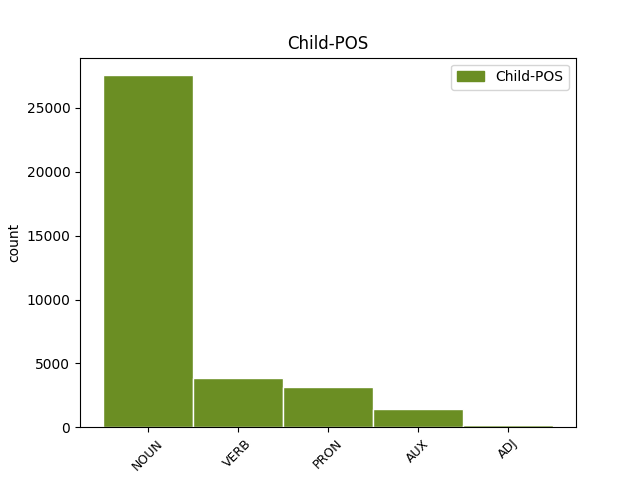 Child-POS
Child-POS
25000
20000
15000
10000
5000
0
count
NOUN
VERB
PRON
AUX
ADJ